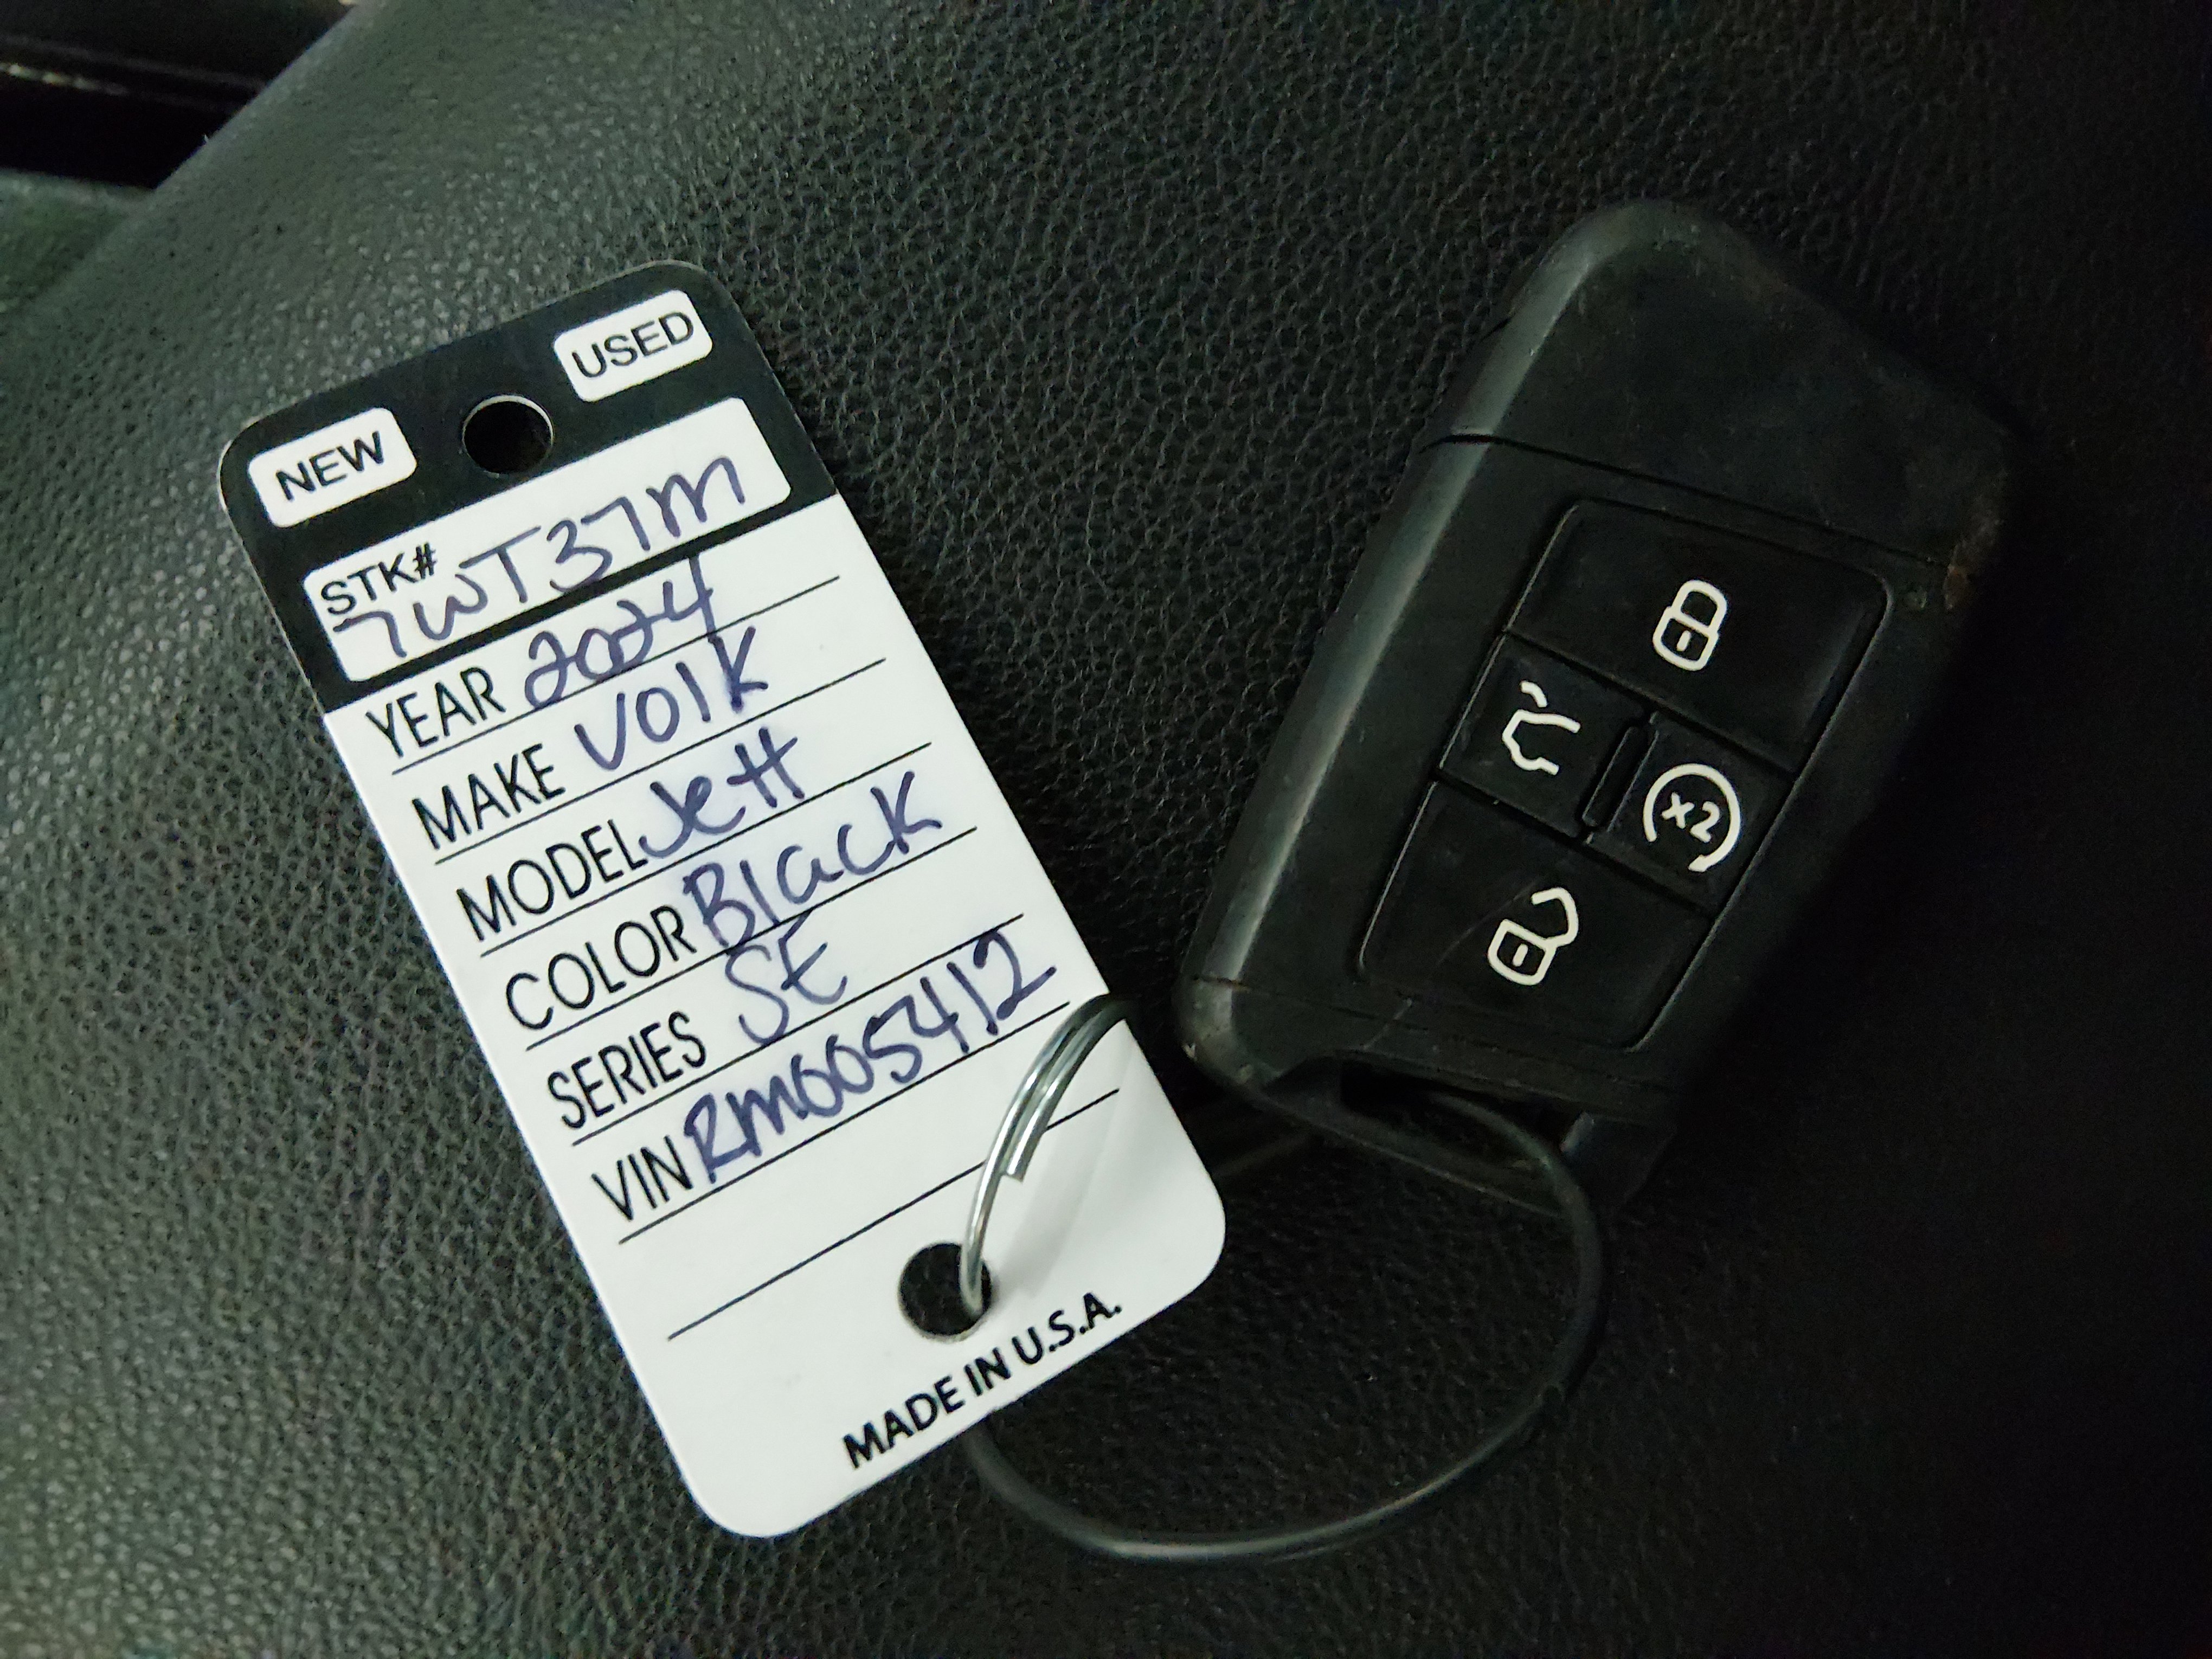 NEW USED
STK# 7WT37M
YEAR 2024
MAKE Volk
MODEL Jett
COLOR Black
SERIES SE
VIN RM005412
MADE IN U.S.A.
x2